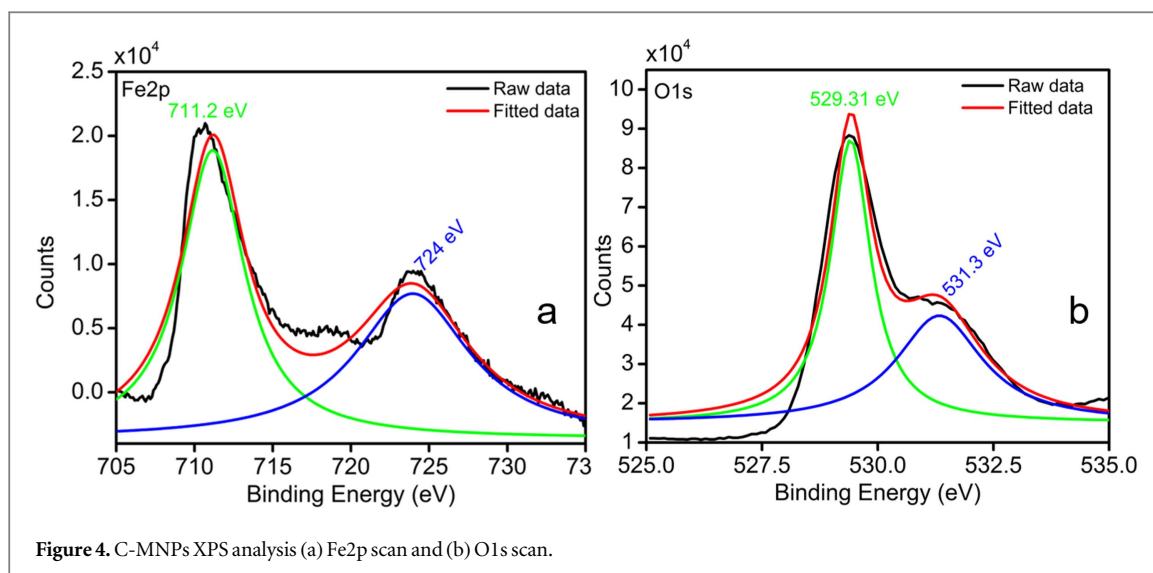 x10⁴
2.5
2.0
1.5
1.0
0.5
0.0
Counts
Fe2p
711.2 eV
724 eV
Raw data
Fitted data
a
705 710 715 720 725 730 73
Binding Energy (eV)
x10⁴
10
9
8
7
6
5
4
3
2
1
Counts
O1s
529.31 eV
531.3 eV
Raw data
Fitted data
b
525.0 527.5 530.0 532.5 535.0
Binding Energy (eV)
Figure 4. C-MNPs XPS analysis (a) Fe2p scan and (b) O1s scan.